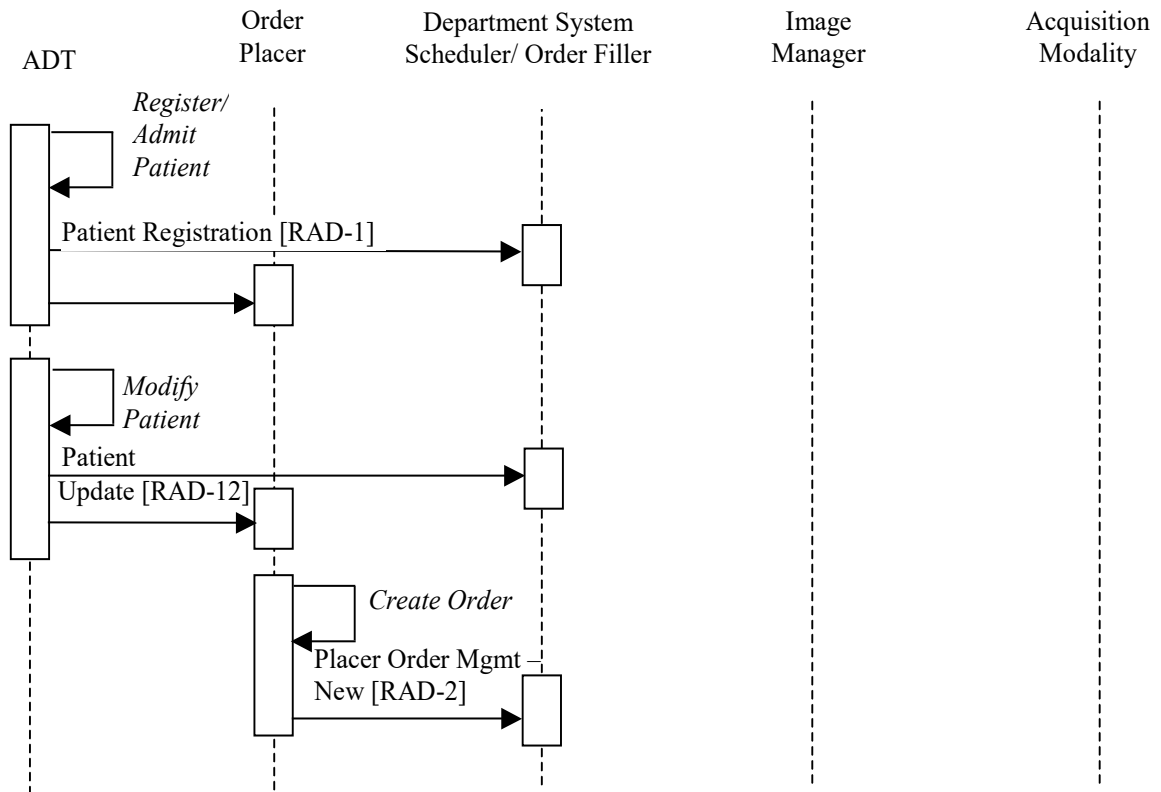 ADT
Order
Placer
Department System
Scheduler/ Order Filler
Image
Manager
Acquisition
Modality
Register/
Admit
Patient
Patient Registration [RAD-1]
Modify
Patient
Patient
Update [RAD-12]
Create Order
Placer Order Mgmt –
New [RAD-2]